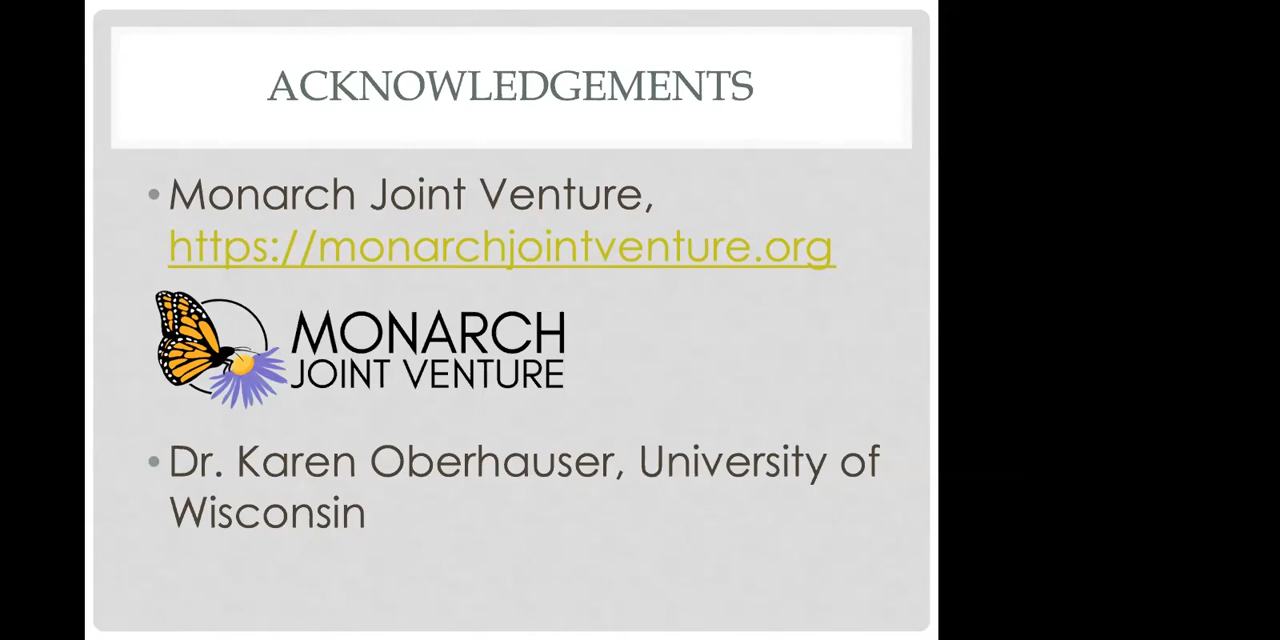 ACKNOWLEDGEMENTS
• Monarch Joint Venture,
https://monarchjointventure.org
MONARCH
JOINT VENTURE
• Dr. Karen Oberhauser, University of
Wisconsin